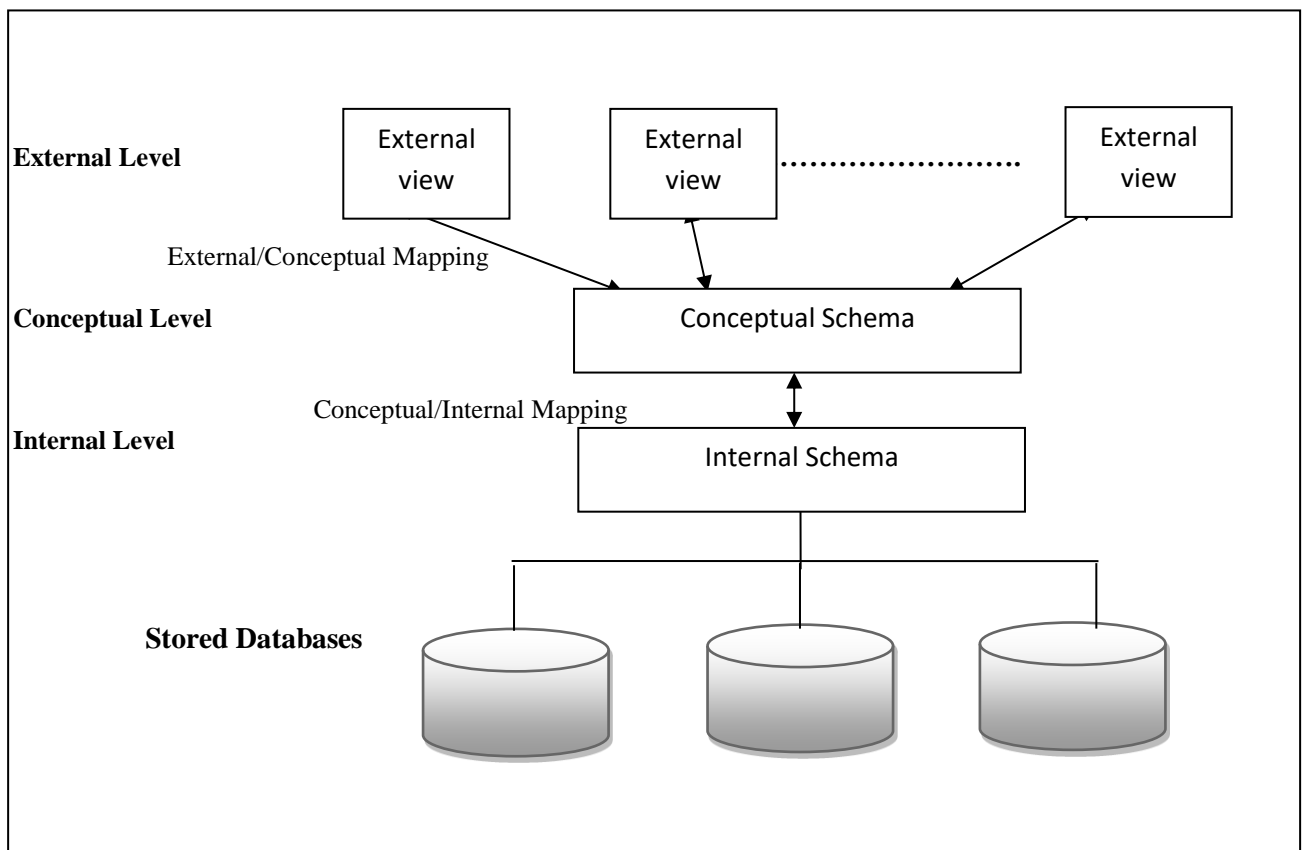 External
view
External
view
External
view
External Level
........................
External/Conceptual Mapping
Conceptual Level
Conceptual Schema
Conceptual/Internal Mapping
Internal Level
Internal Schema
Stored Databases